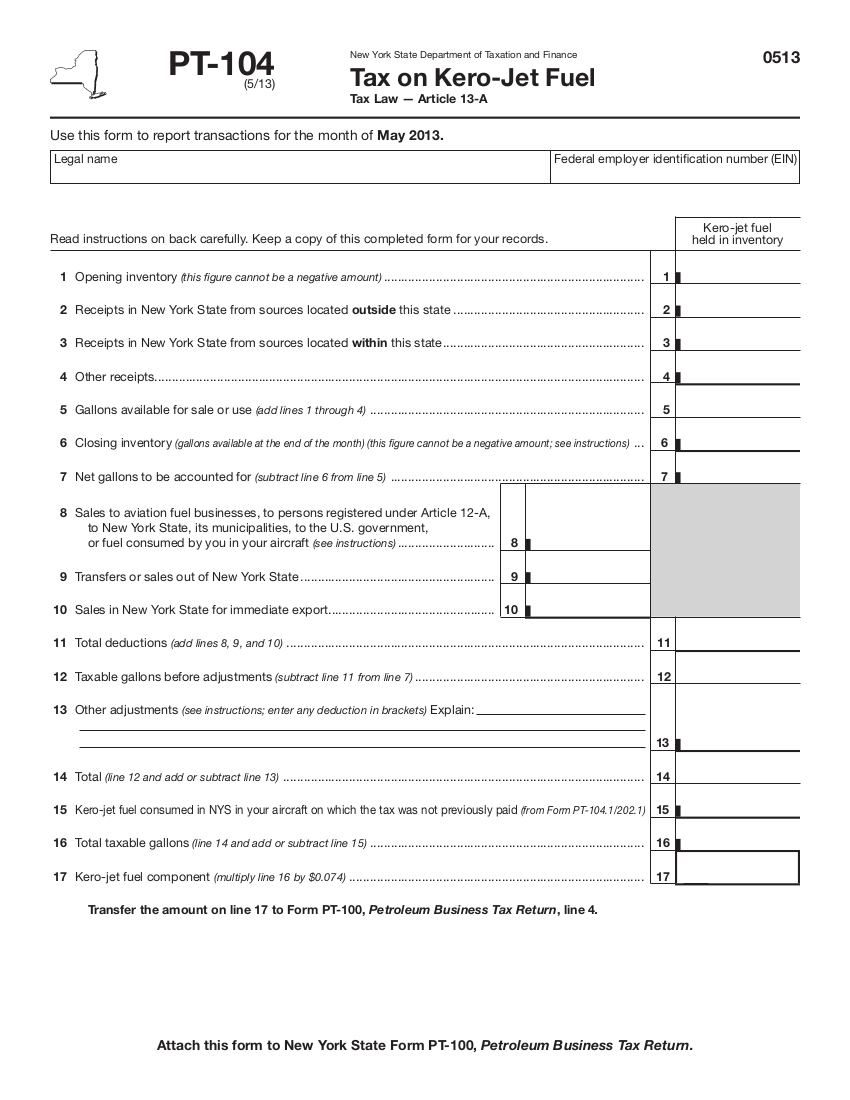 PT-104
(5/13)
New York State Department of Taxation and Finance
Tax on Kero-Jet Fuel
Tax Law — Article 13-A
0513
Use this form to report transactions for the month of May 2013.
Legal name
Federal employer identification number (EIN)
Read instructions on back carefully. Keep a copy of this completed form for your records.
Kero-jet fuel
held in inventory
1 Opening inventory (this figure cannot be a negative amount) ........ 1
2 Receipts in New York State from sources located outside this state ........ 2
3 Receipts in New York State from sources located within this state ........ 3
4 Other receipts ........ 4
5 Gallons available for sale or use (add lines 1 through 4) ........ 5
6 Closing inventory (gallons available at the end of the month) (this figure cannot be a negative amount; see instructions) ... 6
7 Net gallons to be accounted for (subtract line 6 from line 5) ........ 7
8 Sales to aviation fuel businesses, to persons registered under Article 12-A,
to New York State, its municipalities, to the U.S. government,
or fuel consumed by you in your aircraft (see instructions) ........ 8
9 Transfers or sales out of New York State ........ 9
10 Sales in New York State for immediate export ........ 10
11 Total deductions (add lines 8, 9, and 10) ........ 11
12 Taxable gallons before adjustments (subtract line 11 from line 7) ........ 12
13 Other adjustments (see instructions; enter any deduction in brackets) Explain:
13
14 Total (line 12 and add or subtract line 13) ........ 14
15 Kero-jet fuel consumed in NYS in your aircraft on which the tax was not previously paid (from Form PT-104.1/202.1) 15
16 Total taxable gallons (line 14 and add or subtract line 15) ........ 16
17 Kero-jet fuel component (multiply line 16 by $0.074) ........ 17
Transfer the amount on line 17 to Form PT-100, Petroleum Business Tax Return, line 4.
Attach this form to New York State Form PT-100, Petroleum Business Tax Return.